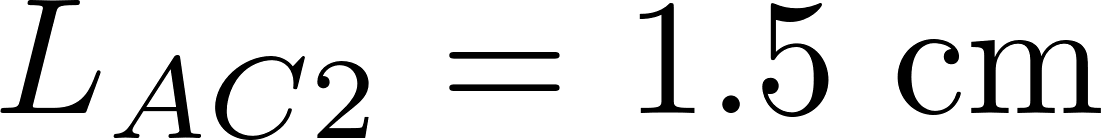 $L_{AC2} = 1.5$ cm